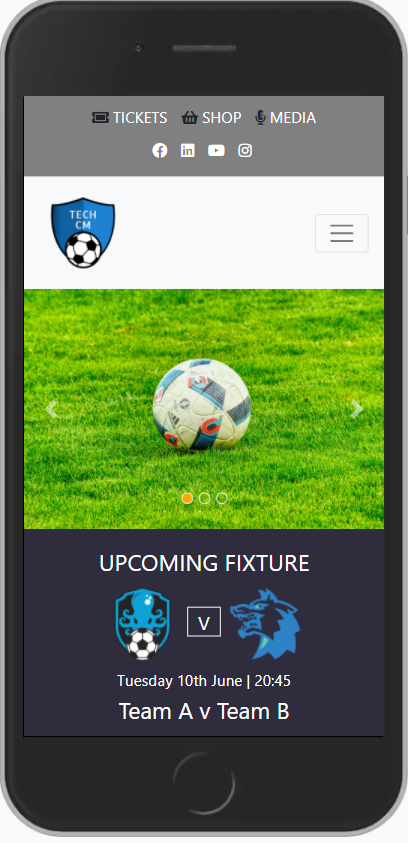 TICKETS SHOP MEDIA
TECH
CM
UPCOMING FIXTURE
V
Tuesday 10th June | 20:45
Team A v Team B